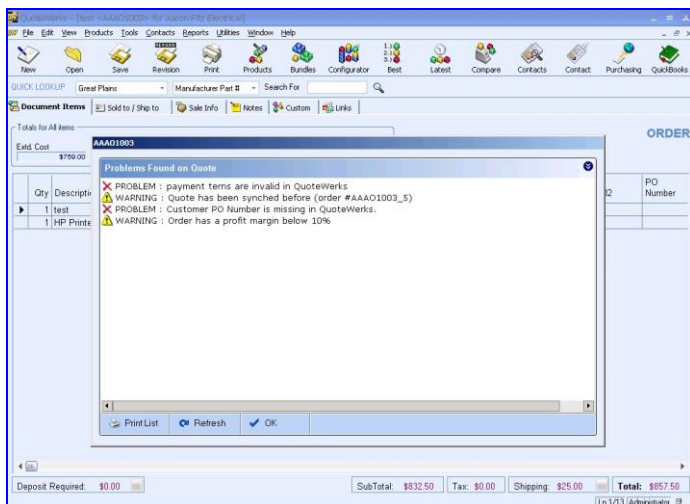 QuoteWerks - [test <AAAO1003> for Aaron Fitz Electrical]
File Edit View Products Tools Contacts Reports Utilities Window Help
New Open Save Revision Print Products Bundles Configurator Best Latest Compare Contacts Contact Purchasing QuickBooks
QUICK LOOKUP Great Plains Manufacturer Part # Search For
Document Items Sold to / Ship to Sale Info Notes Custom Links
Totals for All items
ORDER
Extd. Cost
$759.00
AAAO1003
Problems Found on Quote
PROBLEM : payment terms are invalid in QuoteWerks
WARNING : Quote has been synched before (order #AAAO1003_5)
PROBLEM : Customer PO Number is missing in QuoteWerks.
WARNING : Order has a profit margin below 10%
Qty Descripti
PO Number
1 test
1 HP Printe
Print List Refresh OK
Deposit Required: $0.00 SubTotal: $832.50 Tax: $0.00 Shipping: $25.00 Total: $857.50
Ln 1/13 Administrator